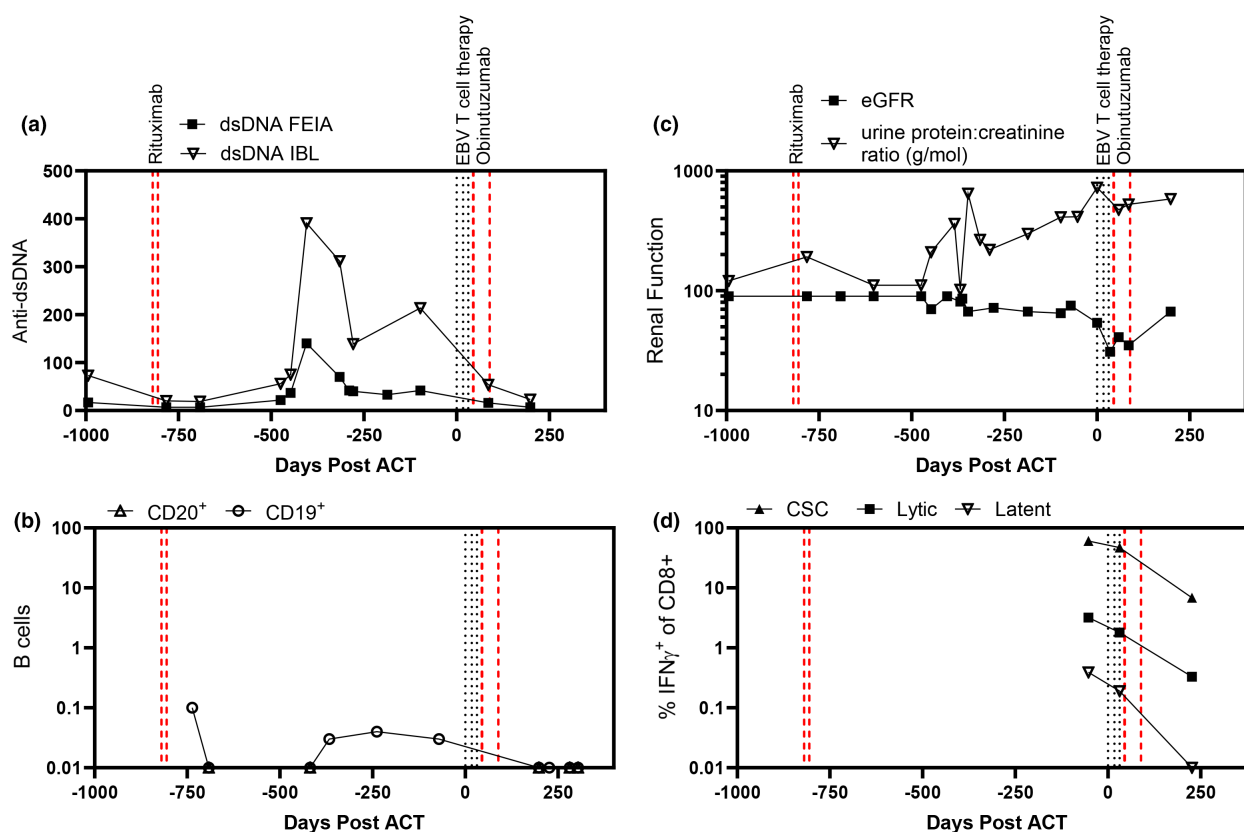 (a)
Rituximab
EBV T cell therapy
Obinutuzumab
dsDNA FEIA
dsDNA IBL
Anti-dsDNA
500
400
300
200
100
0
-1000 -750 -500 -250 0 250
Days Post ACT
(c)
Rituximab
EBV T cell therapy
Obinutuzumab
eGFR
urine protein:creatinine
ratio (g/mol)
Renal Function
1000
100
10
-1000 -750 -500 -250 0 250
Days Post ACT
(b)
CD20⁺ CD19⁺
B cells
100
10
1
0.1
0.01
-1000 -750 -500 -250 0 250
Days Post ACT
(d)
CSC Lytic Latent
% IFNγ⁺ of CD8+
100
10
1
0.1
0.01
-1000 -750 -500 -250 0 250
Days Post ACT